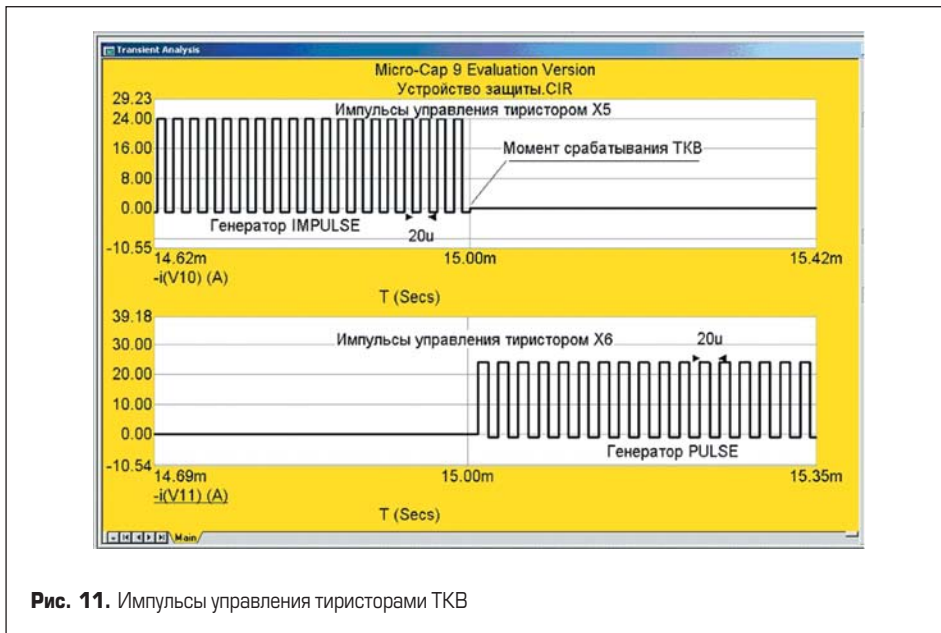 Transient Analysis
Micro-Cap 9 Evaluation Version
Устройство защиты.CIR
29.23
24.00
16.00
8.00
0.00
-10.55
Импульсы управления тиристором X5
Момент срабатывания ТКВ
Генератор IMPULSE
20u
14.62m 15.00m 15.42m
-i(V10) (A)
T (Secs)
39.18
30.00
20.00
10.00
0.00
-10.54
Импульсы управления тиристором X6
20u
Генератор PULSE
14.69m 15.00m 15.35m
-i(V11) (A)
T (Secs)
Main
Рис. 11. Импульсы управления тиристорами ТКВ